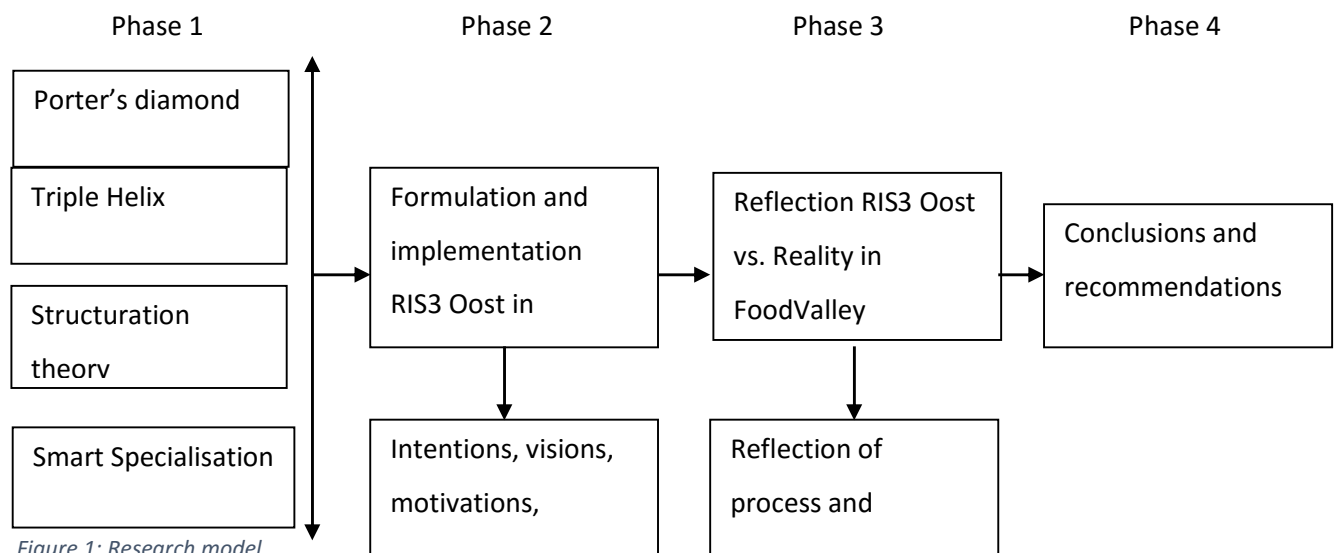 Phase 1
Phase 2
Phase 3
Phase 4
Porter’s diamond
Triple Helix
Structuration
theory
Smart Specialisation
Formulation and
implementation
RIS3 Oost in
Intentions, visions,
motivations,
Reflection RIS3 Oost
vs. Reality in
FoodValley
Reflection of
process and
Conclusions and
recommendations
Figure 1: Research model